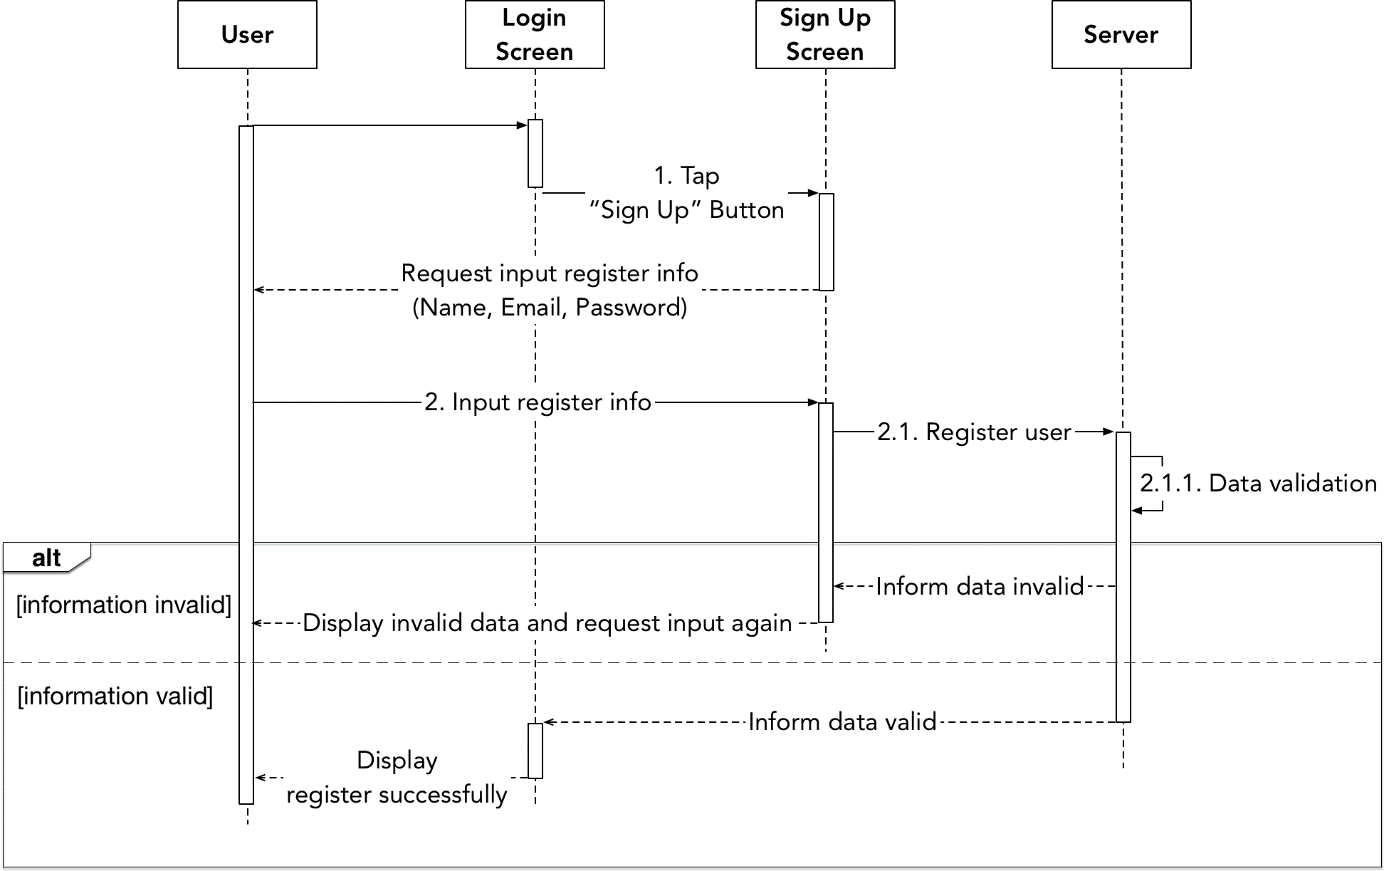 User
Login
Screen
Sign Up
Screen
Server
1. Tap
“Sign Up” Button
Request input register info
(Name, Email, Password)
2. Input register info
2.1. Register user
2.1.1. Data validation
alt
[information invalid]
Inform data invalid
Display invalid data and request input again
[information valid]
Inform data valid
Display
register successfully